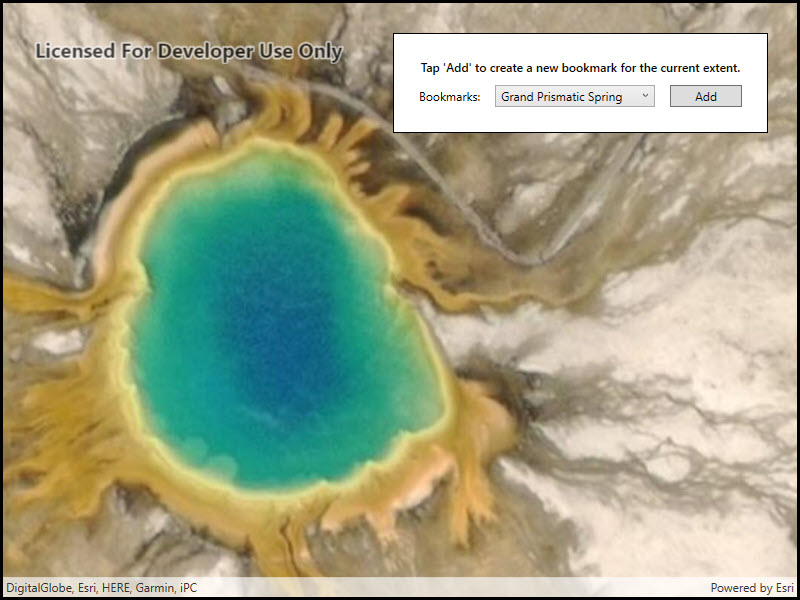 Licensed For Developer Use Only
Tap 'Add' to create a new bookmark for the current extent.
Bookmarks: Grand Prismatic Spring Add
DigitalGlobe, Esri, HERE, Garmin, iPC Powered by Esri